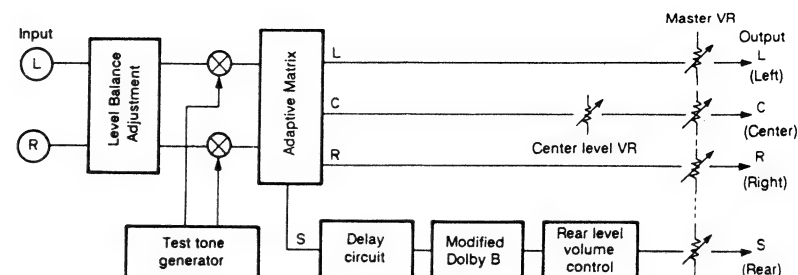 Input
L
R
Level Balance
Adjustment
Adaptive Matrix
L
C
R
S
Center level VR
Master VR
Output
L
(Left)
C
(Center)
R
(Right)
S
(Rear)
Test tone
generator
Delay
circuit
Modified
Dolby B
Rear level
volume
control